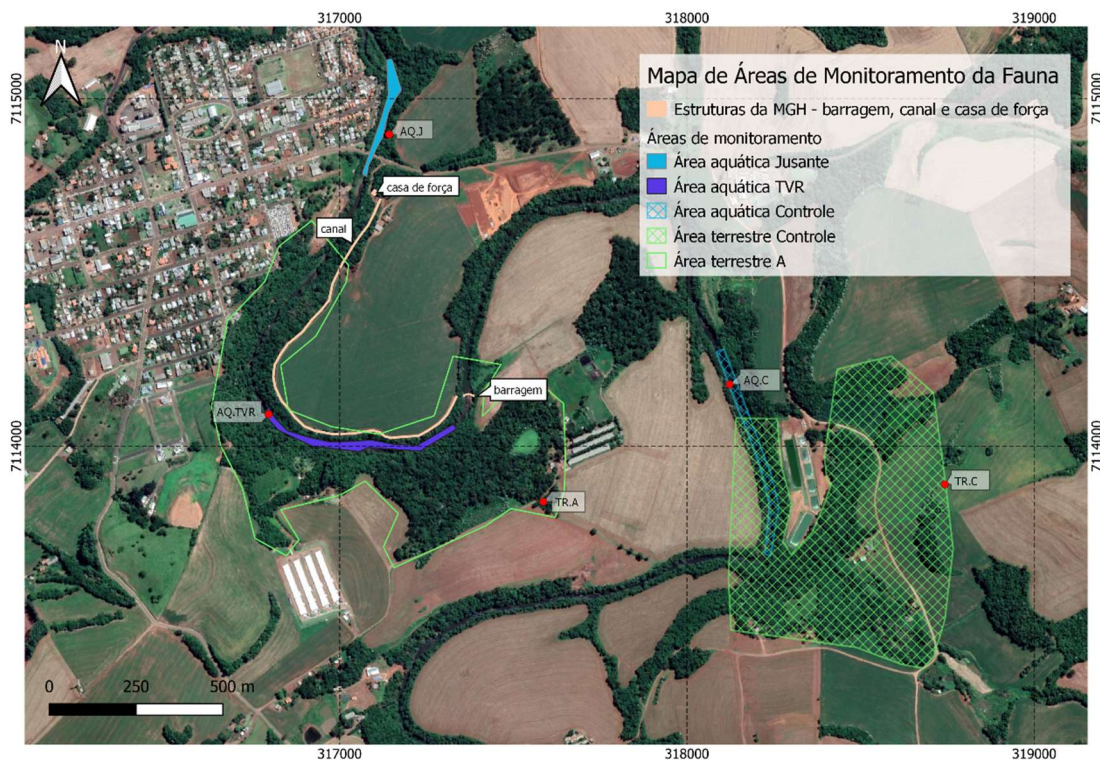 317000
318000
319000
N
Mapa de Áreas de Monitoramento da Fauna
Estruturas da MGH - barragem, canal e casa de força
Áreas de monitoramento
Área aquática Jusante
Área aquática TVR
Área aquática Controle
Área terrestre Controle
Área terrestre A
7115000
7115000
AQ.J
casa de força
canal
AQ.C
barragem
AQ.TVR
7114000
7114000
TR.C
TR.A
0 250 500 m
317000
318000
319000